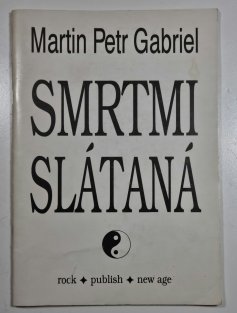 Martin Petr Gabriel
SMRTMI
SLÁTANÁ
rock ✦ publish ✦ new age